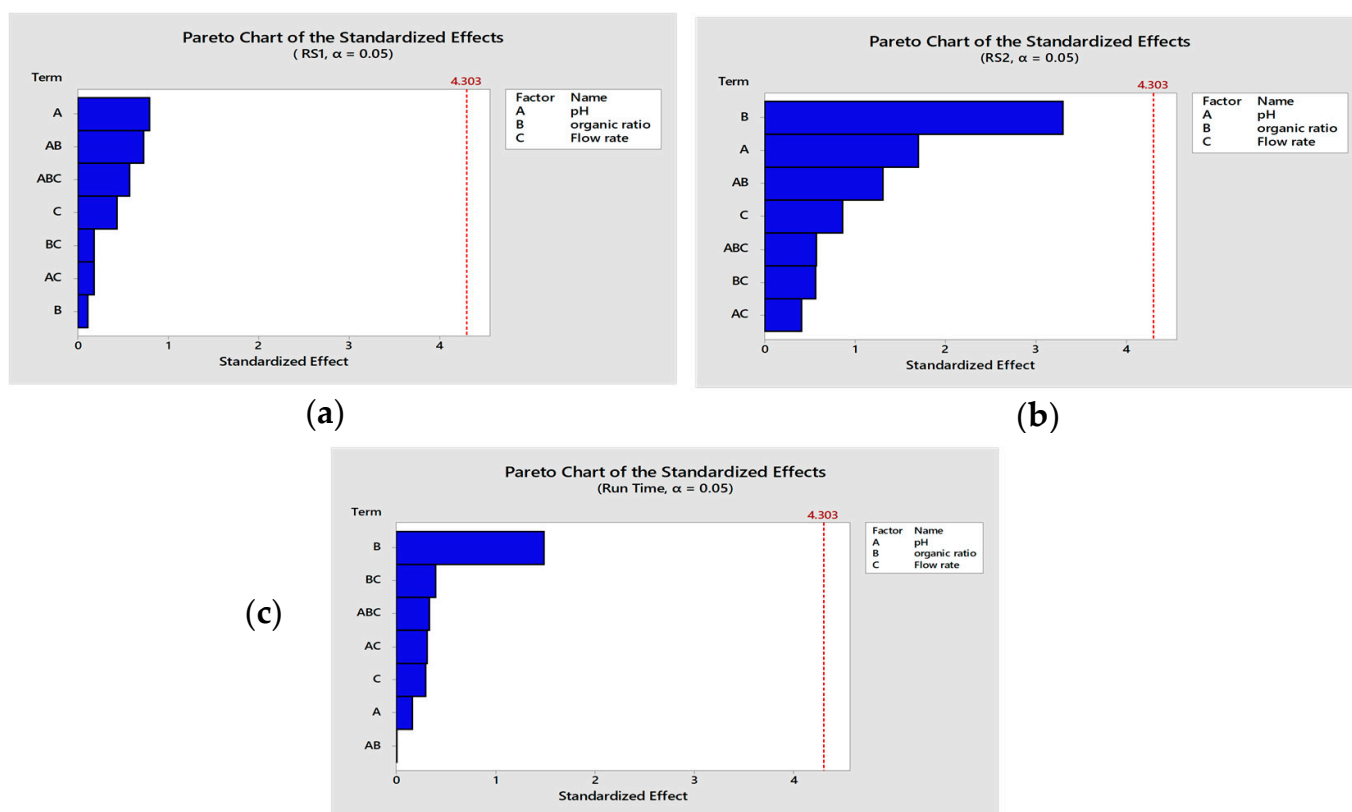 Pareto Chart of the Standardized Effects
( RS1, α = 0.05)
Term
4.303
Factor Name
A pH
B organic ratio
C Flow rate
A
AB
ABC
C
BC
AC
B
0 1 2 3 4
Standardized Effect
(a)
Pareto Chart of the Standardized Effects
(RS2, α = 0.05)
Term
4.303
Factor Name
A pH
B organic ratio
C Flow rate
B
A
AB
C
ABC
BC
AC
0 1 2 3 4
Standardized Effect
(b)
Pareto Chart of the Standardized Effects
(Run Time, α = 0.05)
Term
4.303
Factor Name
A pH
B organic ratio
C Flow rate
B
BC
ABC
AC
C
A
AB
0 1 2 3 4
Standardized Effect
(c)